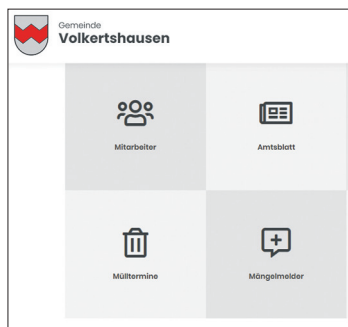 Gemeinde
Volkertshausen
Mitarbeiter
Amtsblatt
Mülltermine
Mängelmelder